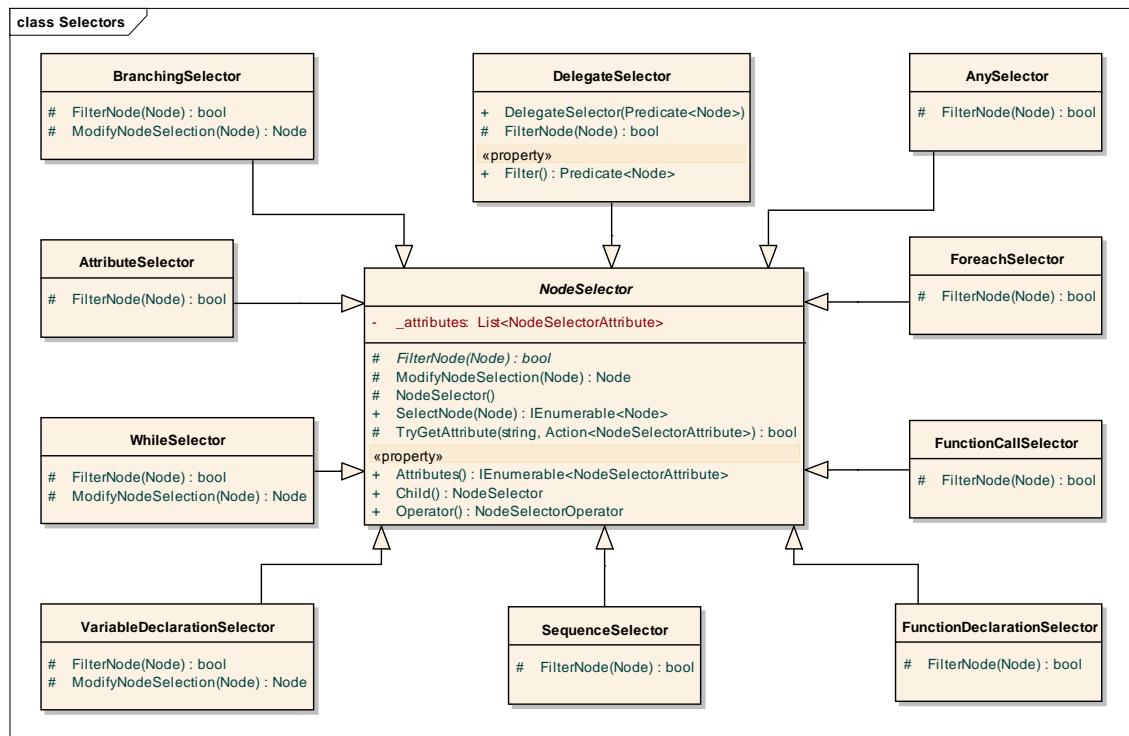 class Selectors
BranchingSelector
# FilterNode(Node) : bool
# ModifyNodeSelection(Node) : Node
DelegateSelector
+ DelegateSelector(Predicate<Node>)
# FilterNode(Node) : bool
«property»
+ Filter() : Predicate<Node>
AnySelector
# FilterNode(Node) : bool
AttributeSelector
# FilterNode(Node) : bool
NodeSelector
- _attributes: List<NodeSelectorAttribute>
# FilterNode(Node) : bool
# ModifyNodeSelection(Node) : Node
# NodeSelector()
+ SelectNode(Node) : IEnumerable<Node>
# TryGetAttribute(string, Action<NodeSelectorAttribute>) : bool
«property»
+ Attributes() : IEnumerable<NodeSelectorAttribute>
+ Child() : NodeSelector
+ Operator() : NodeSelectorOperator
ForeachSelector
# FilterNode(Node) : bool
WhileSelector
# FilterNode(Node) : bool
# ModifyNodeSelection(Node) : Node
FunctionCallSelector
# FilterNode(Node) : bool
VariableDeclarationSelector
# FilterNode(Node) : bool
# ModifyNodeSelection(Node) : Node
SequenceSelector
# FilterNode(Node) : bool
FunctionDeclarationSelector
# FilterNode(Node) : bool